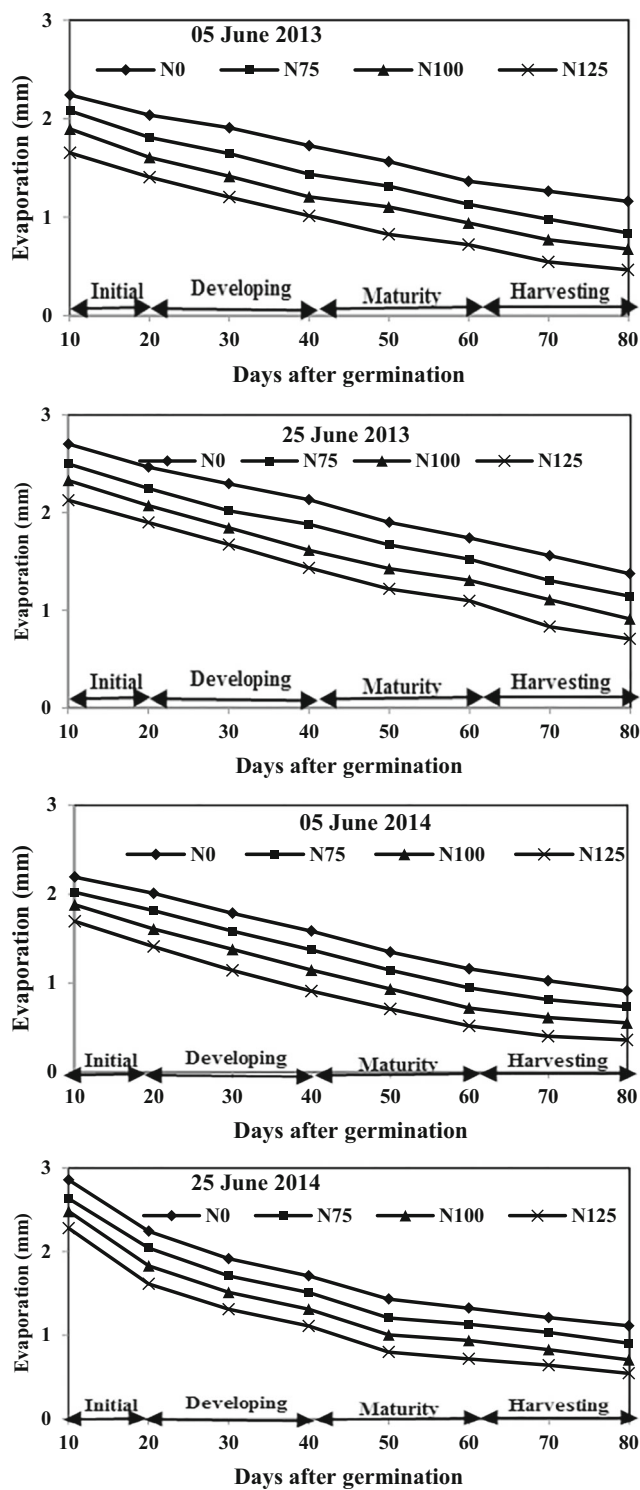 05 June 2013
N0 N75 N100 N125
3
2
1
0
Evaporation (mm)
Initial Developing Maturity Harvesting
10 20 30 40 50 60 70 80
Days after germination
25 June 2013
N0 N75 N100 N125
3
2
1
0
Evaporation (mm)
Initial Developing Maturity Harvesting
10 20 30 40 50 60 70 80
Days after germination
05 June 2014
N0 N75 N100 N125
3
2
1
0
Evaporation (mm)
Initial Developing Maturity Harvesting
10 20 30 40 50 60 70 80
Days after germination
25 June 2014
N0 N75 N100 N125
3
2
1
0
Evaporation (mm)
Initial Developing Maturity Harvesting
10 20 30 40 50 60 70 80
Days after germination